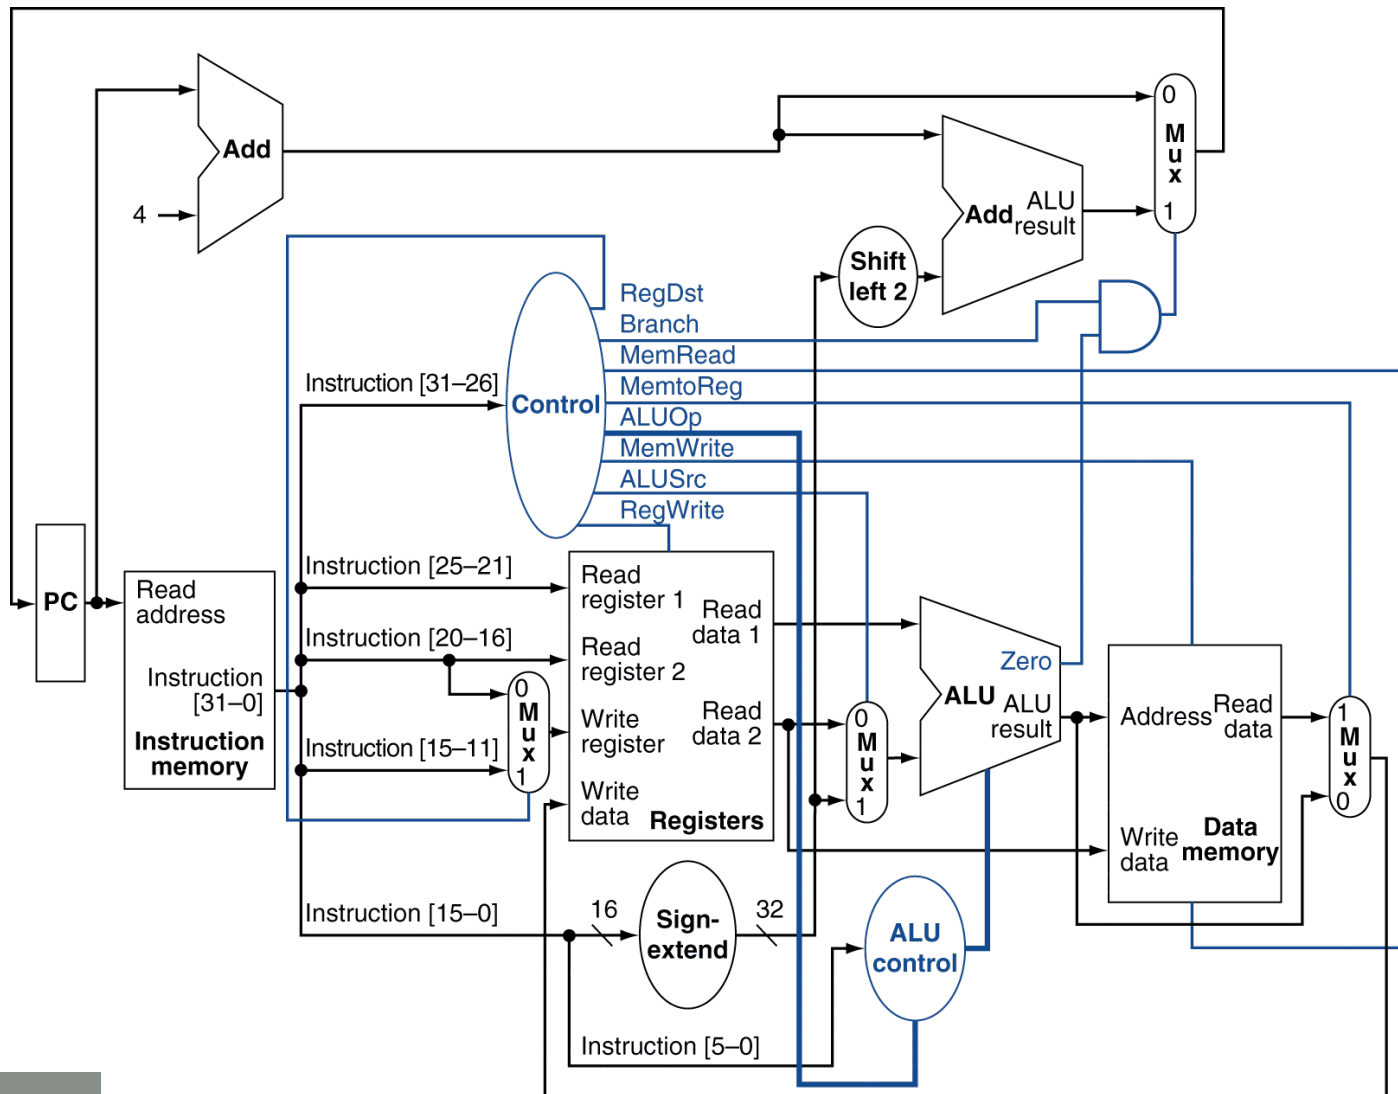 0
M
u
x
1
Add
4
Add
ALU
result
Shift
left 2
RegDst
Branch
MemRead
MemtoReg
ALUOp
MemWrite
ALUSrc
RegWrite
Instruction [31–26]
Control
PC
Read
address
Instruction
[31–0]
Instruction
memory
Instruction [25–21]
Instruction [20–16]
Instruction [15–11]
0
M
u
x
1
Read
register 1
Read
register 2
Write
register
Write
data
Read
data 1
Read
data 2
Registers
0
M
u
x
1
Zero
ALU
ALU
result
Address
Read
data
Write
data
Data
memory
1
M
u
x
0
Instruction [15–0]
16
Sign-
extend
32
ALU
control
Instruction [5–0]